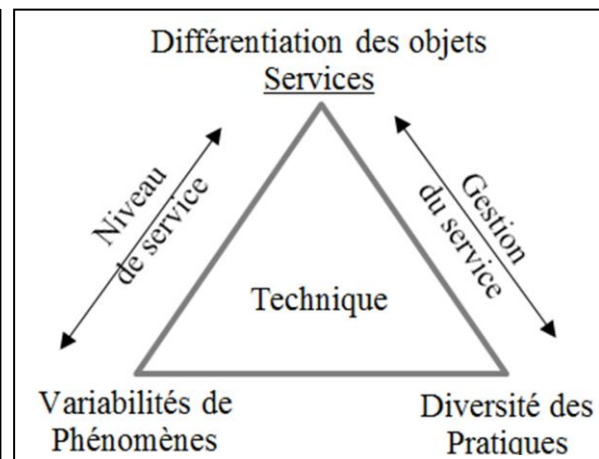 Différentiation des objets
Services
Niveau
de service
Gestion
du service
Technique
Variabilités de
Phénomènes
Diversité des
Pratiques